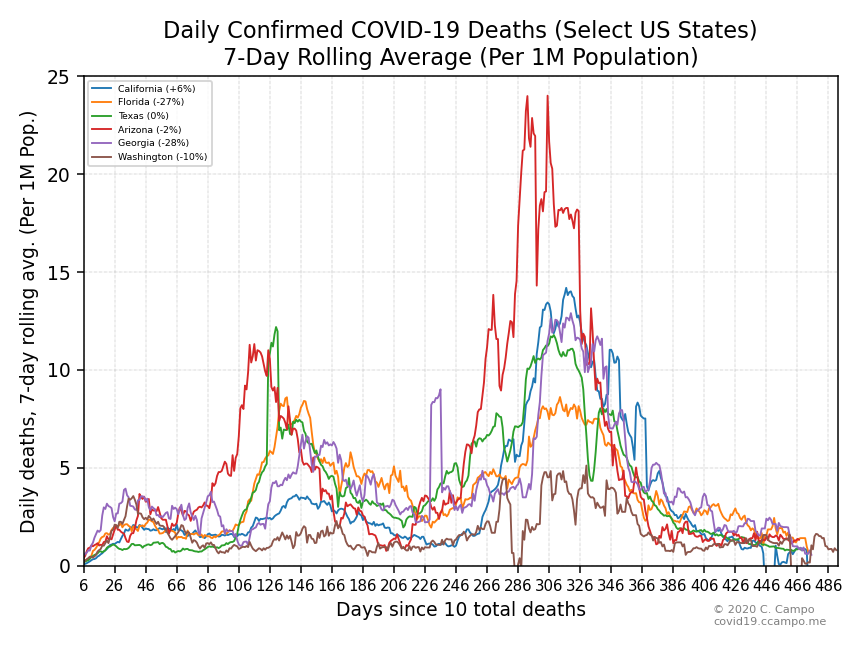 Daily Confirmed COVID-19 Deaths (Select US States)
7-Day Rolling Average (Per 1M Population)
Daily deaths, 7-day rolling avg. (Per 1M Pop.)
25
20
15
10
5
0
California (+6%)
Florida (-27%)
Texas (0%)
Arizona (-2%)
Georgia (-28%)
Washington (-10%)
6 26 46 66 86 106 126 146 166 186 206 226 246 266 286 306 326 346 366 386 406 426 446 466 486
Days since 10 total deaths
© 2020 C. Campo
covid19.ccampo.me